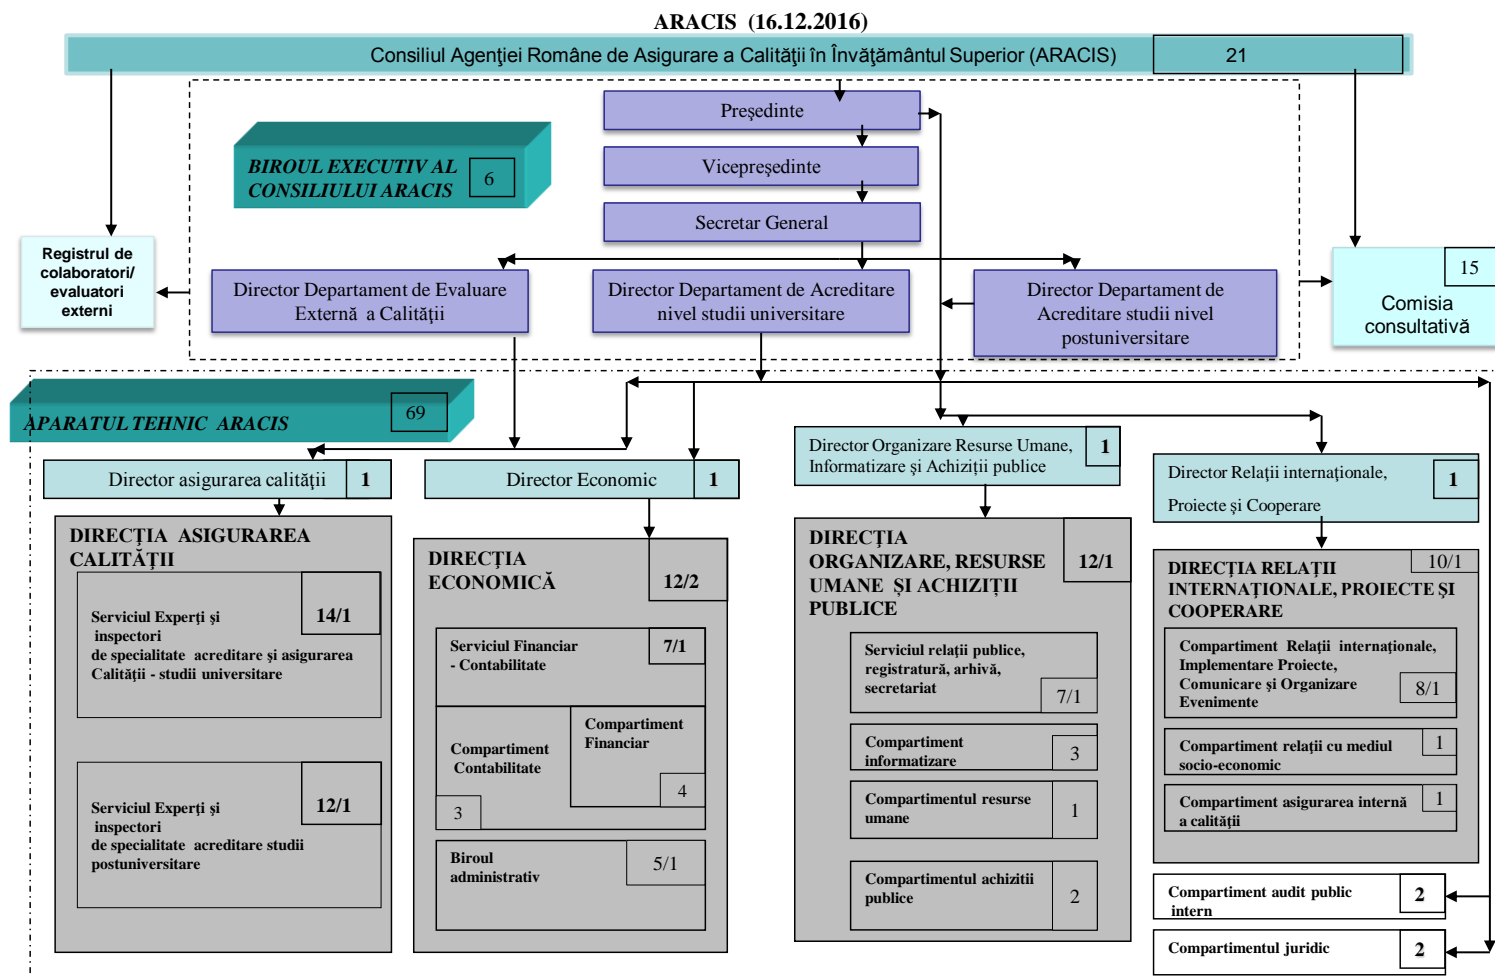 ARACIS (16.12.2016)
Consiliul Agenţiei Române de Asigurare a Calităţii în Învăţământul Superior (ARACIS)
21
Preşedinte
BIROUL EXECUTIV AL
CONSILIULUI ARACIS
6
Vicepreşedinte
Secretar General
Registrul de
colaboratori/
evaluatori
externi
Director Departament de Evaluare
Externă a Calităţii
Director Departament de Acreditare
nivel studii universitare
Director Departament de
Acreditare studii nivel
postuniversitare
15
Comisia
consultativă
APARATUL TEHNIC ARACIS
69
Director asigurarea calităţii
1
Director Economic
1
Director Organizare Resurse Umane,
Informatizare şi Achiziţii publice
1
Director Relaţii internaţionale,
Proiecte şi Cooperare
1
DIRECŢIA ASIGURAREA
CALITĂŢII
Serviciul Experţi şi
inspectori
de specialitate acreditare şi asigurarea
Calităţii - studii universitare
14/1
Serviciul Experţi şi
inspectori
de specialitate acreditare studii
postuniversitare
12/1
DIRECŢIA
ECONOMICĂ
12/2
Serviciul Financiar
- Contabilitate
7/1
Compartiment
Contabilitate
3
Compartiment
Financiar
4
Biroul
administrativ
5/1
DIRECŢIA
ORGANIZARE, RESURSE
UMANE ŞI ACHIZIŢII
PUBLICE
12/1
Serviciul relaţii publice,
registratură, arhivă,
secretariat
7/1
Compartiment
informatizare
3
Compartimentul resurse
umane
1
Compartimentul achizitii
publice
2
DIRECŢIA RELAŢII
INTERNAŢIONALE, PROIECTE ŞI
COOPERARE
10/1
Compartiment Relaţii internaţionale,
Implementare Proiecte,
Comunicare şi Organizare
Evenimente
8/1
Compartiment relaţii cu mediul
socio-economic
1
Compartiment asigurarea internă
a calităţii
1
Compartiment audit public
intern
2
Compartimentul juridic
2